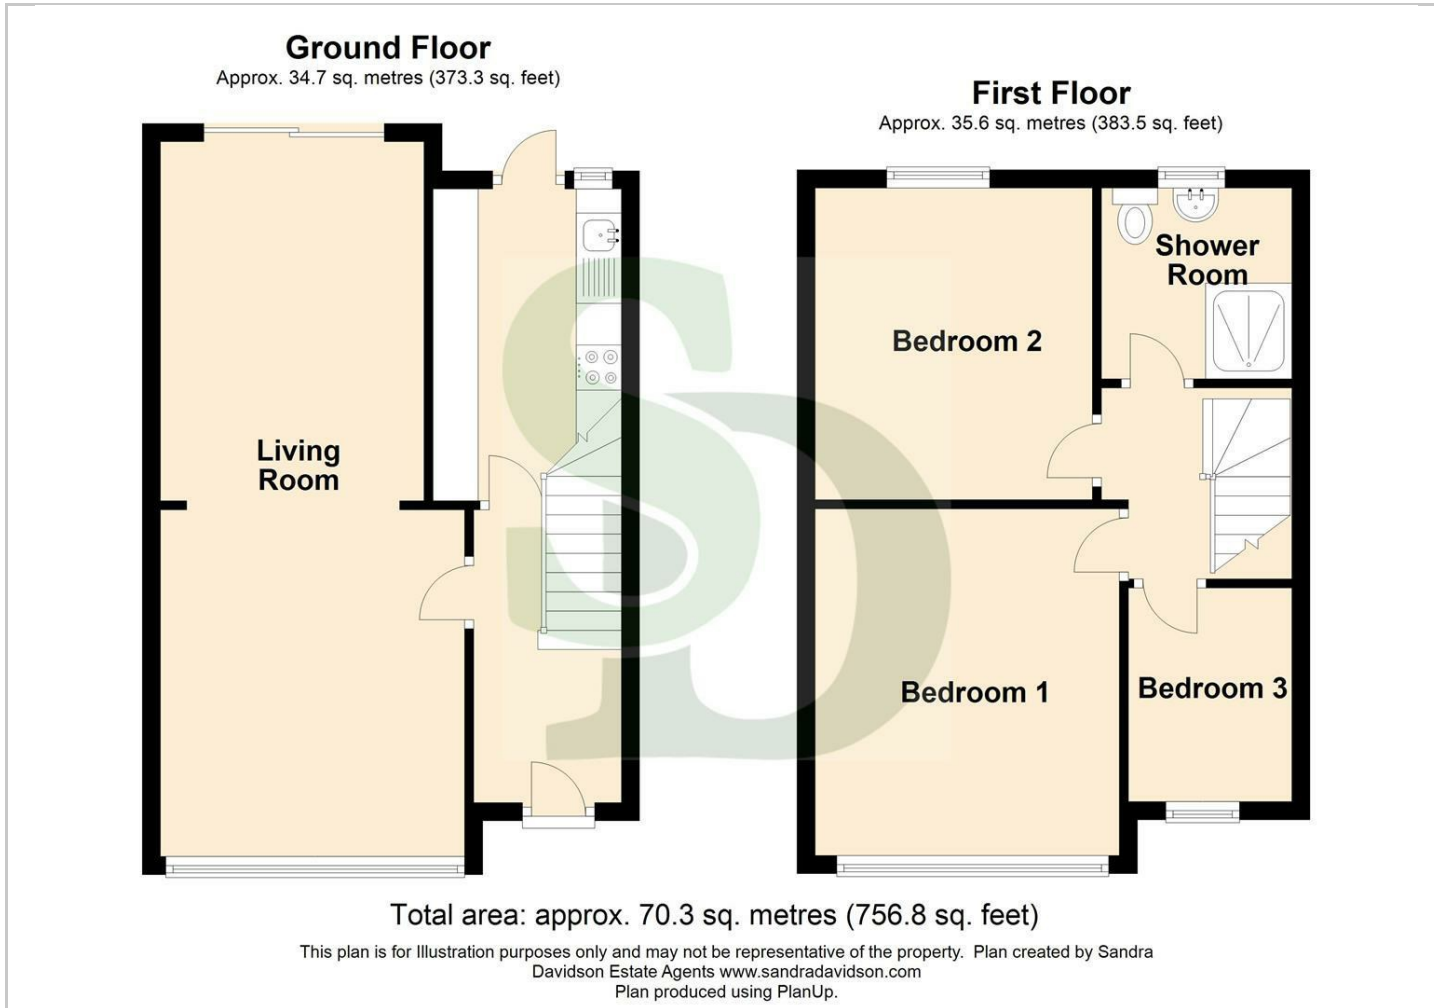 Ground Floor
Approx. 34.7 sq. metres (373.3 sq. feet)
First Floor
Approx. 35.6 sq. metres (383.5 sq. feet)
Living
Room
Bedroom 2
Shower
Room
Bedroom 1
Bedroom 3
SD
Total area: approx. 70.3 sq. metres (756.8 sq. feet)
This plan is for Illustration purposes only and may not be representative of the property. Plan created by Sandra
Davidson Estate Agents www.sandradavidson.com
Plan produced using PlanUp.